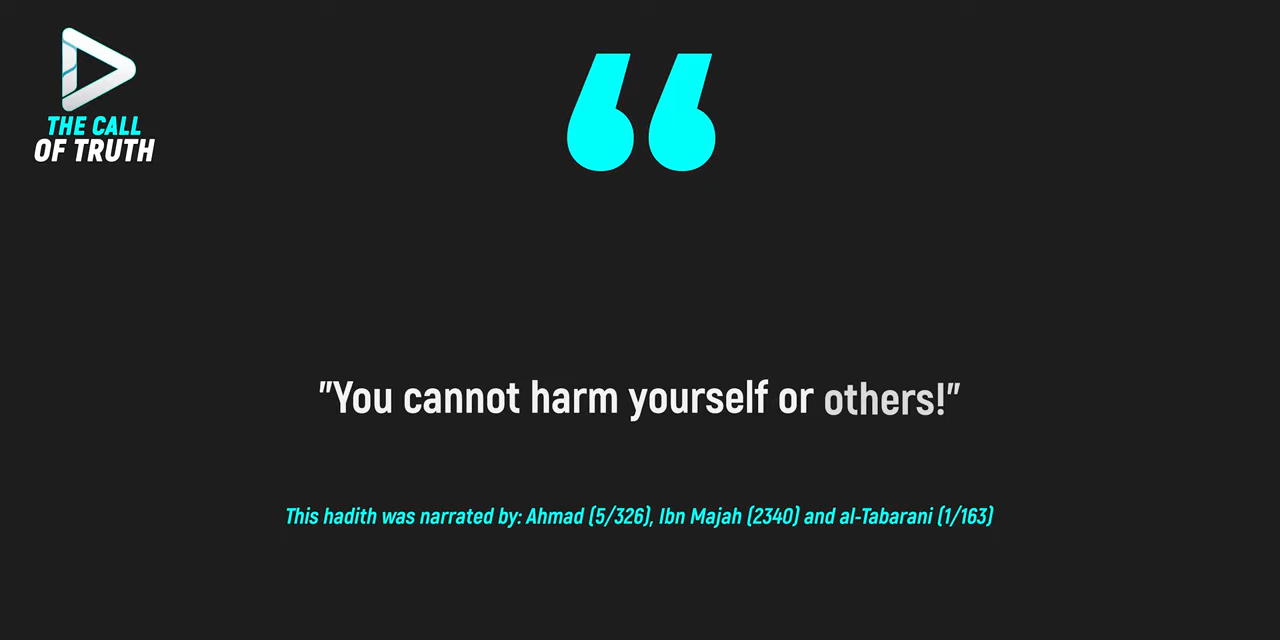 THE CALL
OF TRUTH
"You cannot harm yourself or others!"
This hadith was narrated by: Ahmad (5/326), Ibn Majah (2340) and al-Tabarani (1/163)